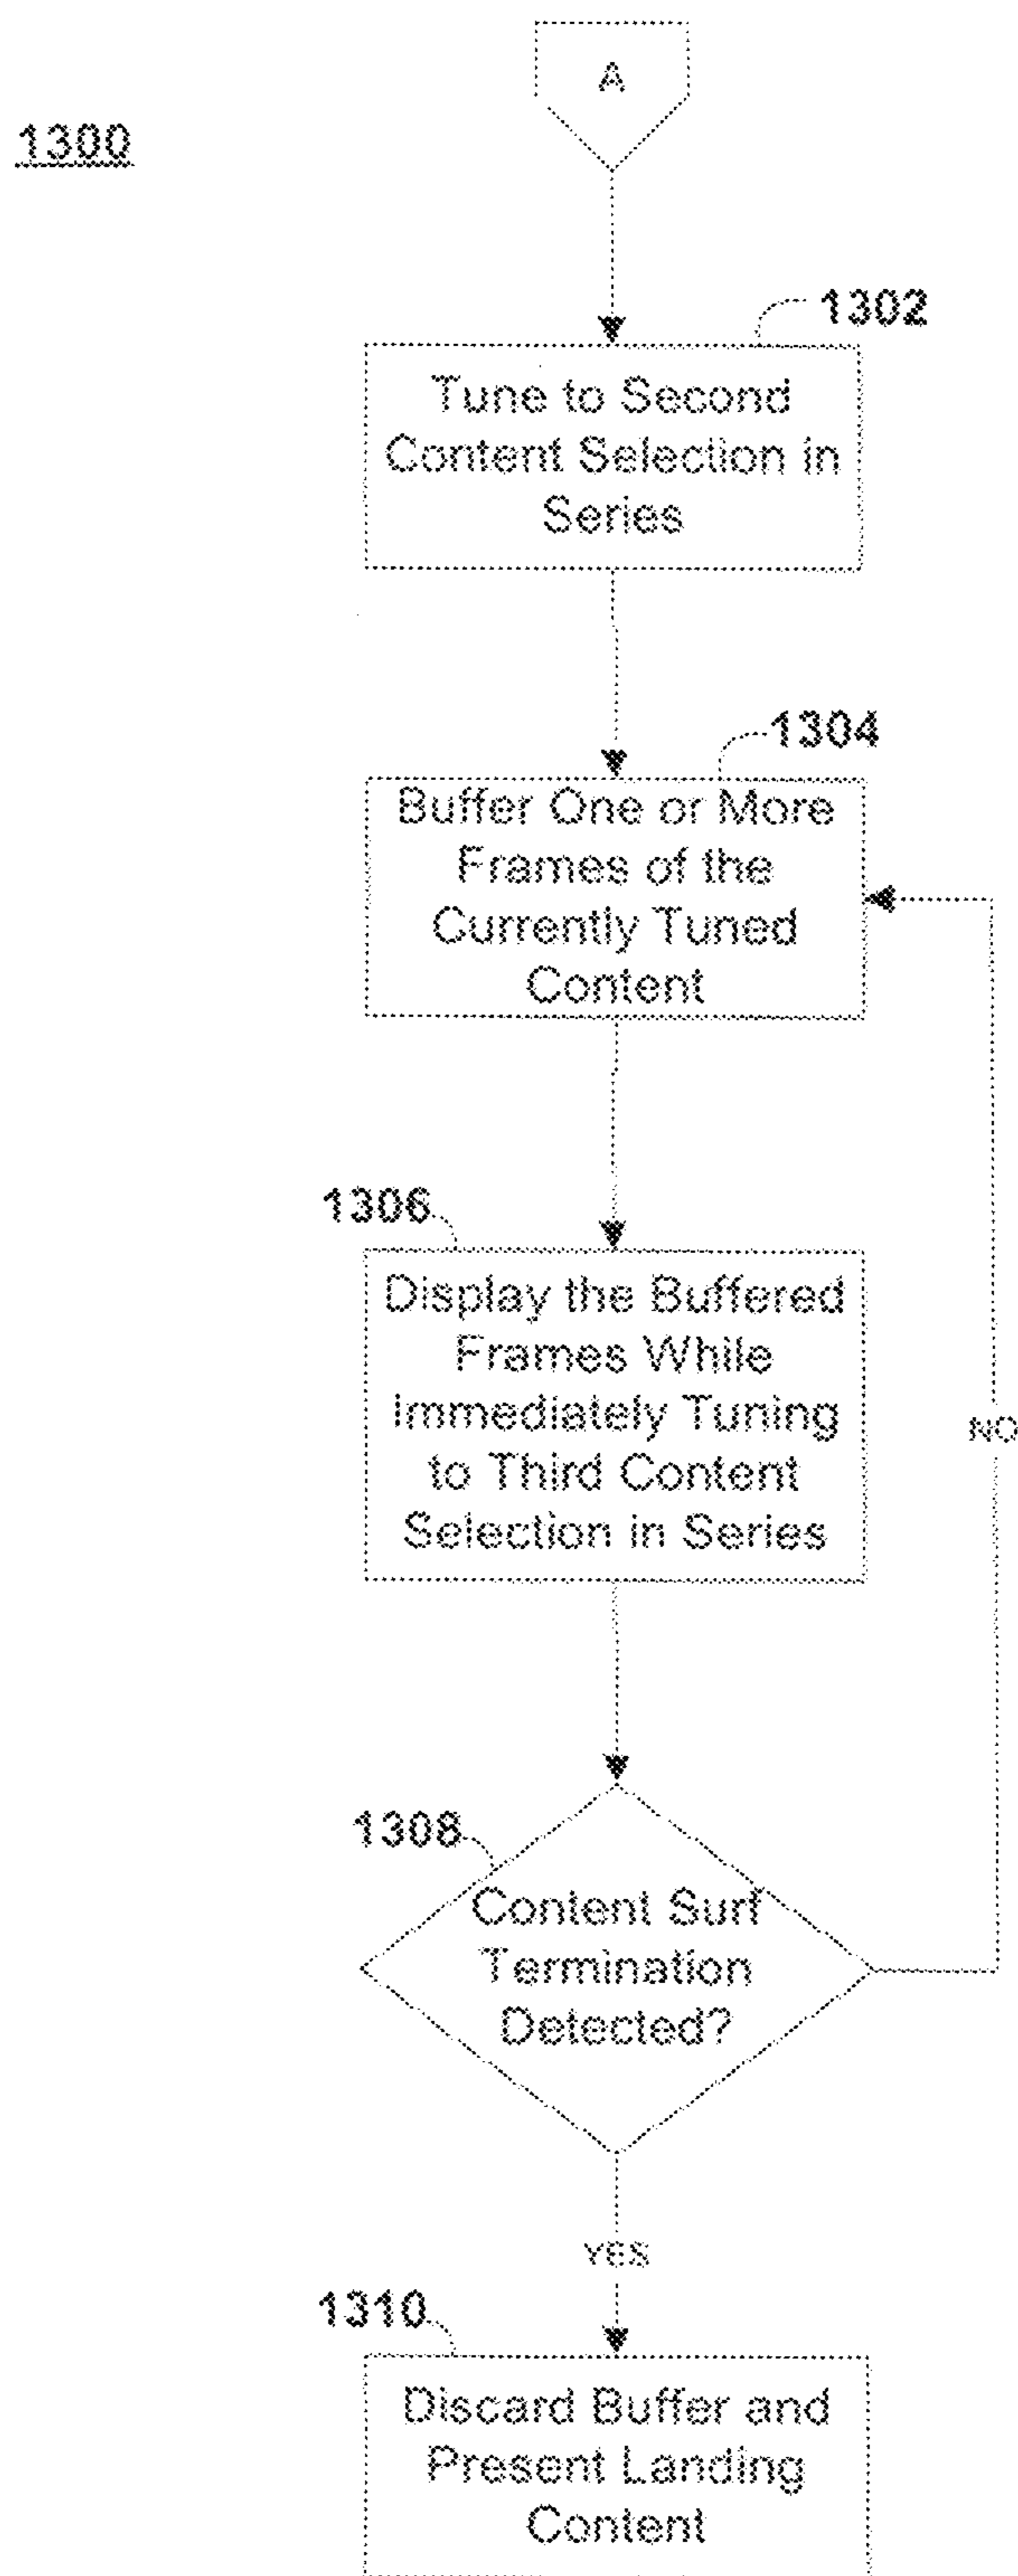 A
1300
1302
Tune to Second
Content Selection in
Series
1304
Buffer One or More
Frames of the
Currently Tuned
Content
1306
Display the Buffered
Frames While
Immediately Tuning
to Third Content
Selection in Series
NO
1308
Content Surf
Termination
Detected?
YES
1310
Discard Buffer and
Present Landing
Content